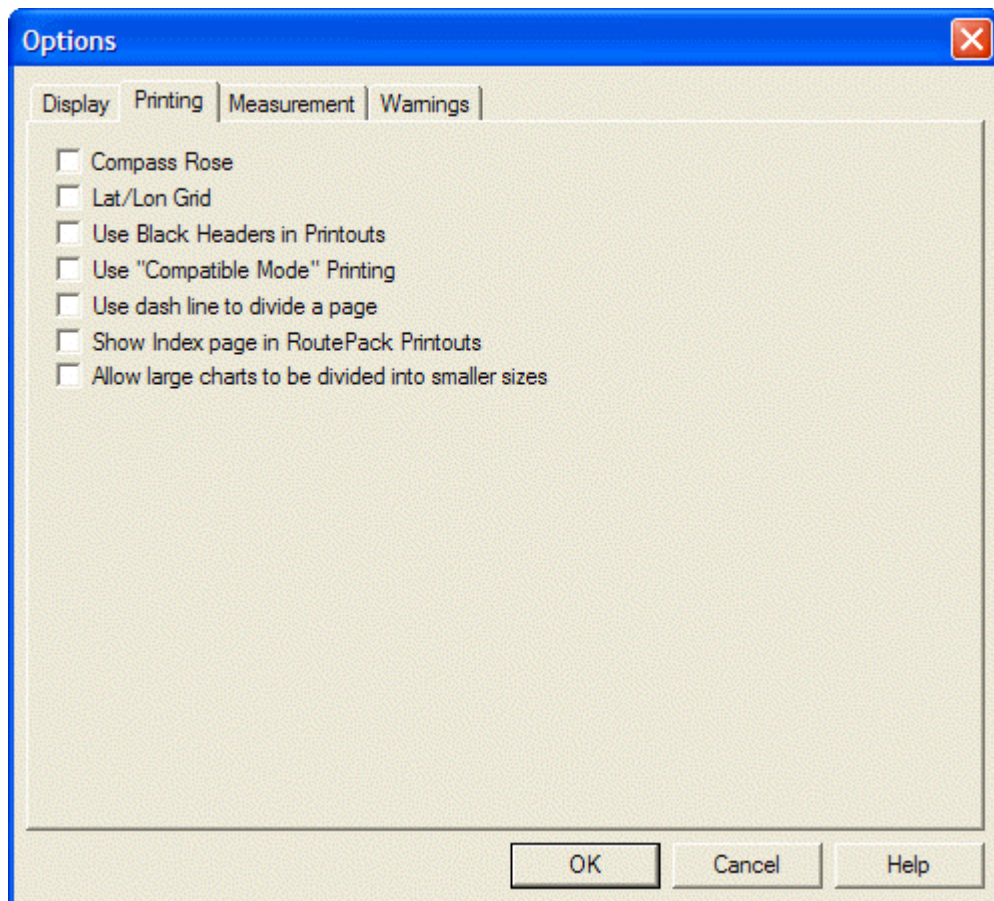 Options
Display Printing Measurement Warnings
Compass Rose
Lat/Lon Grid
Use Black Headers in Printouts
Use "Compatible Mode" Printing
Use dash line to divide a page
Show Index page in RoutePack Printouts
Allow large charts to be divided into smaller sizes
OK Cancel Help